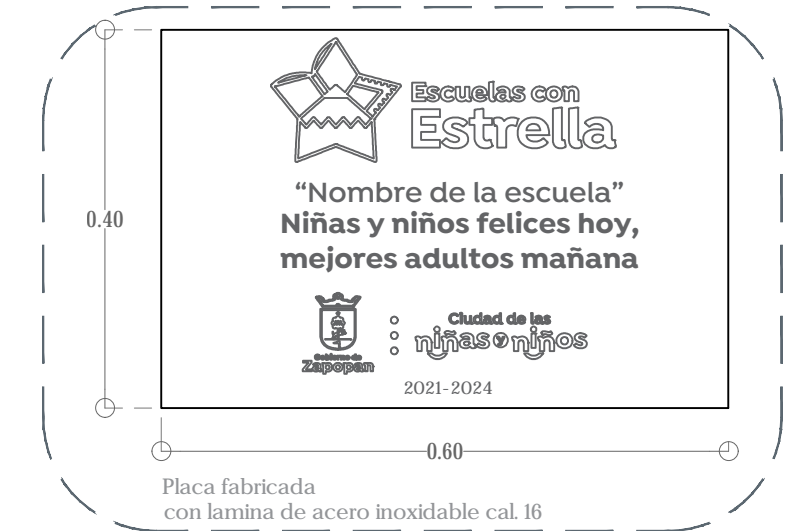 Escuelas con
Estrella
“Nombre de la escuela”
Niñas y niños felices hoy,
mejores adultos mañana
0.40
Gobierno de
Zapopan
Ciudad de las
niñas y niños
2021-2024
0.60
Placa fabricada
con lamina de acero inoxidable cal. 16